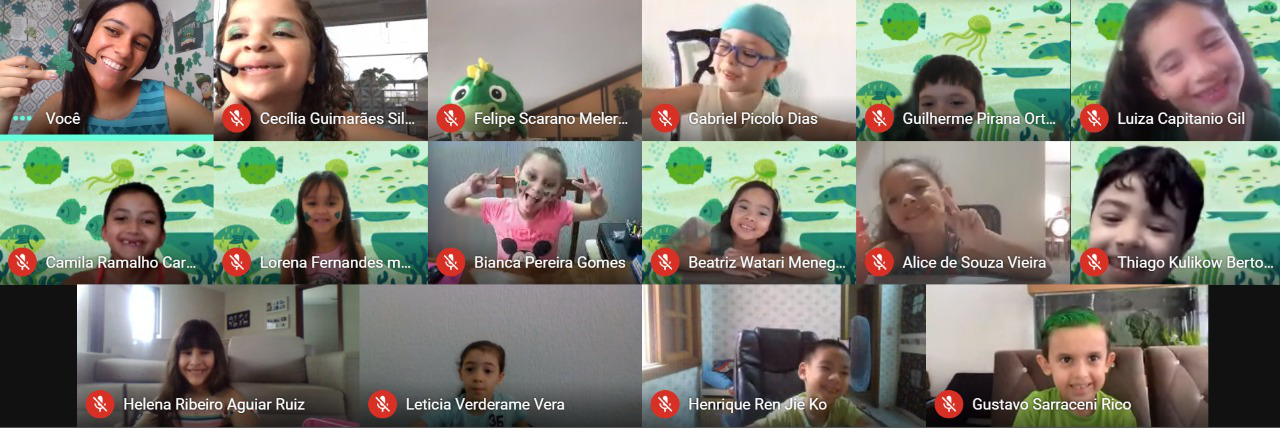 Você
Cecília Guimarães Sil...
Felipe Scarano Meler...
Gabriel Picolo Dias
Guilherme Pirana Ort...
Luiza Capitanio Gil
Camila Ramalho Car...
Lorena Fernandes m...
Bianca Pereira Gomes
Beatriz Watari Meneg...
Alice de Souza Vieira
Thiago Kulikow Berto...
Helena Ribeiro Aguiar Ruiz
Leticia Verderame Vera
36
Henrique Ren Jie Ko
Gustavo Sarraceni Rico